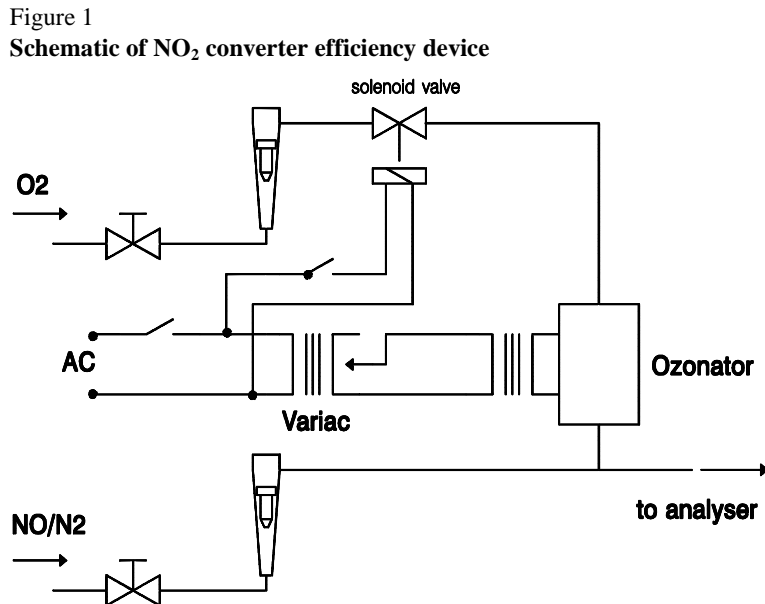 Figure 1
Schematic of NO₂ converter efficiency device
solenoid valve
O2
AC
Variac
Ozonator
NO/N2
to analyser